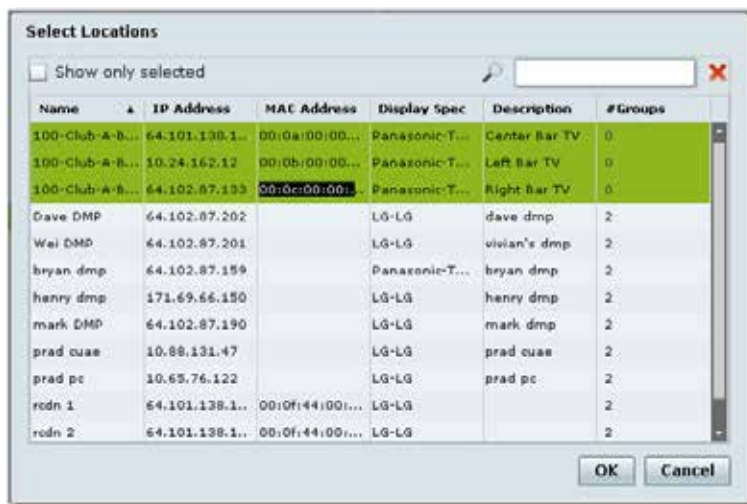 Select Locations
Show only selected
Name IP Address MAC Address Display Spec Description #Groups
100-Club-A-B... 64.101.138.1... 00:0a:00:00... Panasonic-T... Center Bar TV 0
100-Club-A-B... 10.24.162.12 00:0b:00:00... Panasonic-T... Left Bar TV 0
100-Club-A-B... 64.102.87.133 00:0c:00:00:... Panasonic-T... Right Bar TV 0
Dave DMP 64.102.87.202 LG-LG dave dmp 2
Wei DMP 64.102.87.201 LG-LG vivian's dmp 2
bryan dmp 64.102.87.159 Panasonic-T... bryan dmp 2
henry dmp 171.69.66.150 LG-LG henry dmp 2
mark DMP 64.102.87.190 LG-LG mark dmp 2
prad cuae 10.88.131.47 LG-LG prad cuae 2
prad pc 10.65.76.122 LG-LG prad pc 2
rcdn 1 64.101.138.1... 00:0f:44:00:... LG-LG 2
rcdn 2 64.101.138.1... 00:0f:44:00:... LG-LG 2
OK Cancel